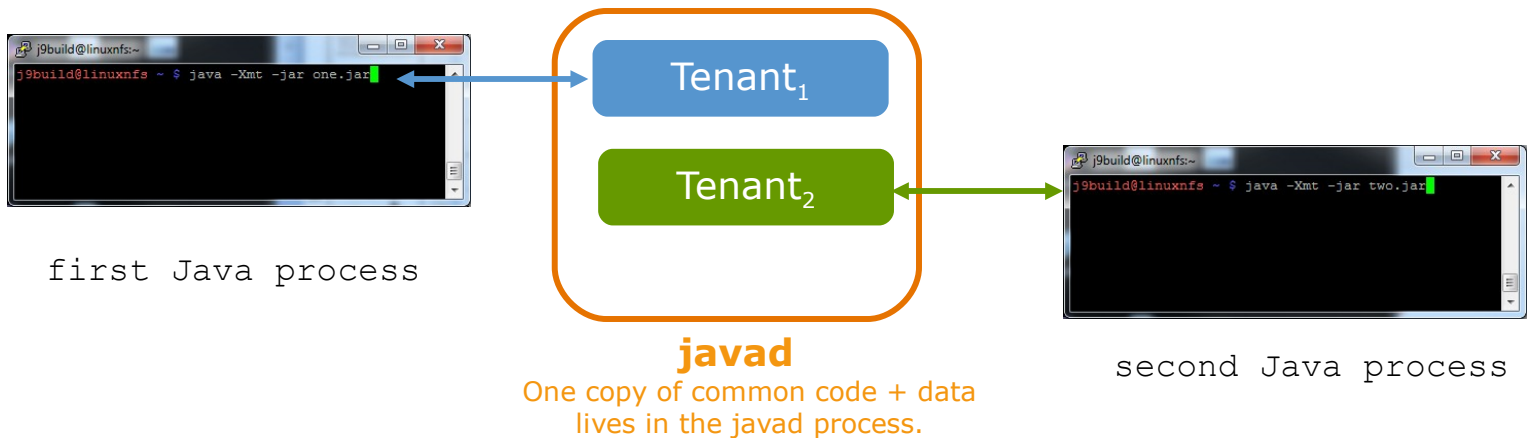 j9build@linuxnfs:~
j9build@linuxnfs ~ $ java -Xmt -jar one.jar
first Java process
Tenant1
Tenant2
javad
One copy of common code + data
lives in the javad process.
j9build@linuxnfs:~
j9build@linuxnfs ~ $ java -Xmt -jar two.jar
second Java process